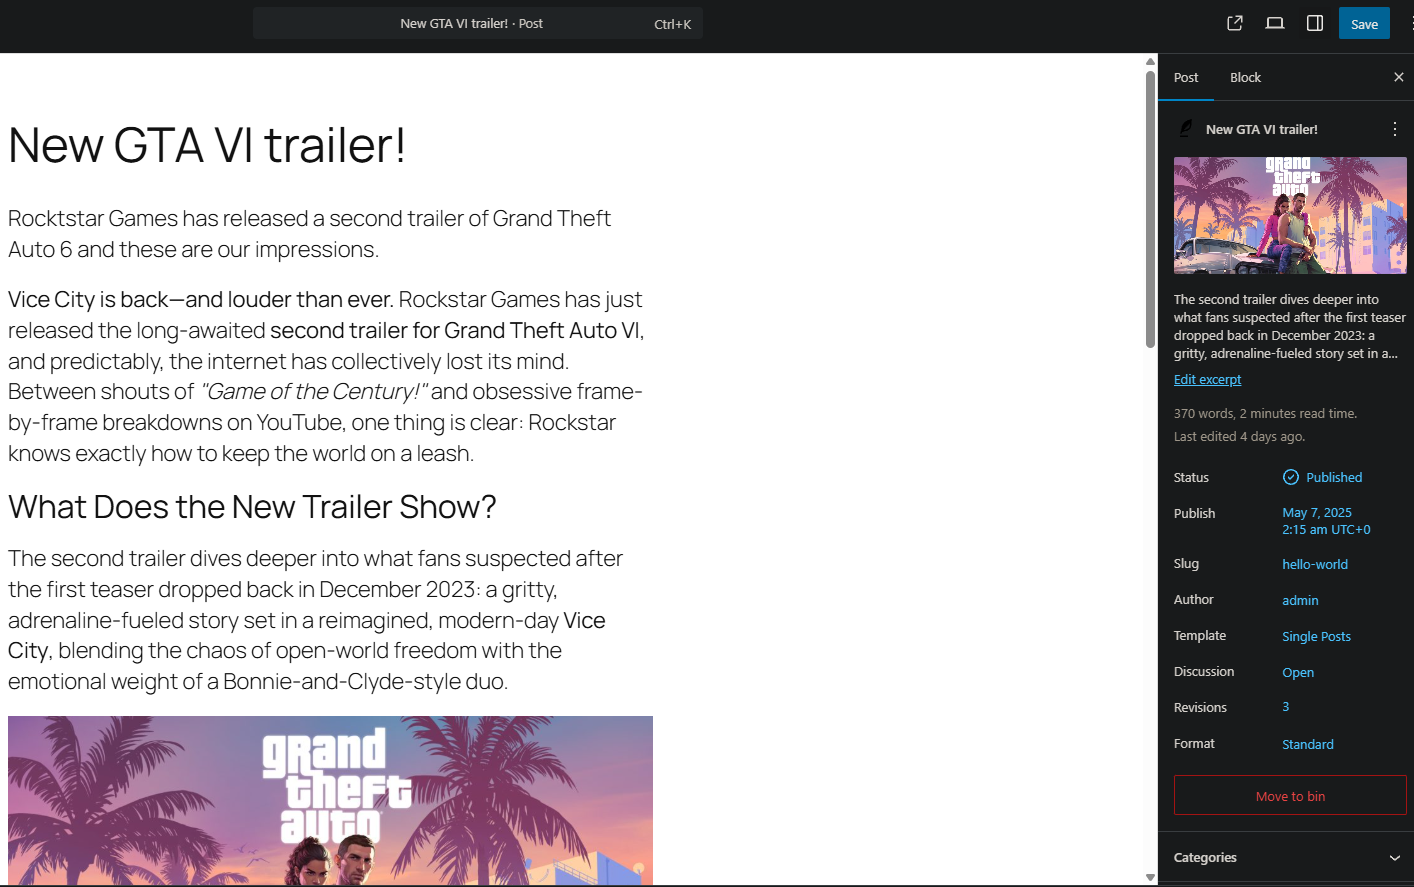 New GTA VI trailer! · Post
Ctrl+K
Save
New GTA VI trailer!
Rocktstar Games has released a second trailer of Grand Theft
Auto 6 and these are our impressions.
Vice City is back—and louder than ever. Rockstar Games has just
released the long-awaited second trailer for Grand Theft Auto VI,
and predictably, the internet has collectively lost its mind.
Between shouts of "Game of the Century!" and obsessive frame-
by-frame breakdowns on YouTube, one thing is clear: Rockstar
knows exactly how to keep the world on a leash.
What Does the New Trailer Show?
The second trailer dives deeper into what fans suspected after
the first teaser dropped back in December 2023: a gritty,
adrenaline-fueled story set in a reimagined, modern-day Vice
City, blending the chaos of open-world freedom with the
emotional weight of a Bonnie-and-Clyde-style duo.
grand
theft
auto
Post
Block
New GTA VI trailer!
grand
theft
auto
The second trailer dives deeper into
what fans suspected after the first teaser
dropped back in December 2023: a
gritty, adrenaline-fueled story set in a...
Edit excerpt
370 words, 2 minutes read time.
Last edited 4 days ago.
Status Published
Publish May 7, 2025
2:15 am UTC+0
Slug hello-world
Author admin
Template Single Posts
Discussion Open
Revisions 3
Format Standard
Move to bin
Categories